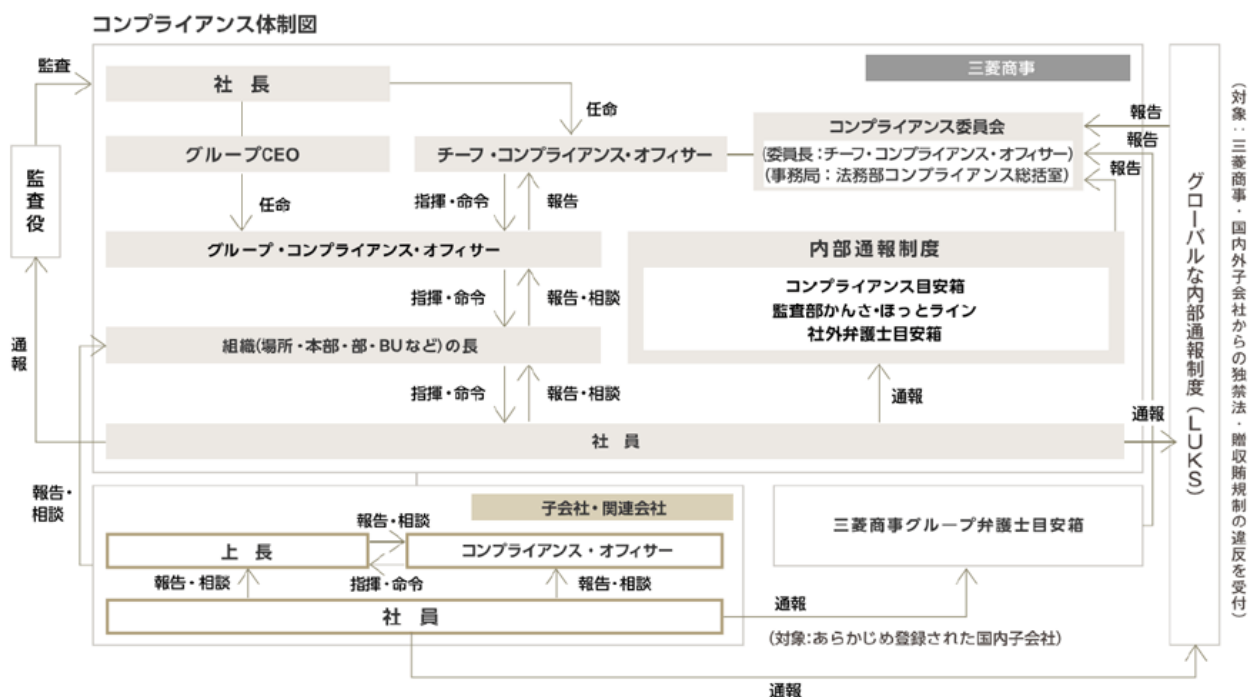 コンプライアンス体制図
監査
社 長
三菱商事
任命
報告
グループCEO
チーフ・コンプライアンス・オフィサー
コンプライアンス委員会
(委員長:チーフ・コンプライアンス・オフィサー)
(事務局:法務部コンプライアンス総括室)
報告
報告
監査役
任命
指揮・命令
報告
グループ・コンプライアンス・オフィサー
内部通報制度
コンプライアンス目安箱
監査部かんさ・ほっとライン
社外弁護士目安箱
指揮・命令
報告・相談
組織(場所・本部・部・BUなど)の長
通報
指揮・命令
報告・相談
通報
通報
社 員
グローバルな内部通報制度(LUKS)
(対象:三菱商事・国内外子会社からの独禁法・贈収賄規制の違反を受付)
報告・
相談
子会社・関連会社
報告・相談
上 長
コンプライアンス・オフィサー
三菱商事グループ弁護士目安箱
報告・相談
指揮・命令
報告・相談
社 員
通報
(対象:あらかじめ登録された国内子会社)
通報